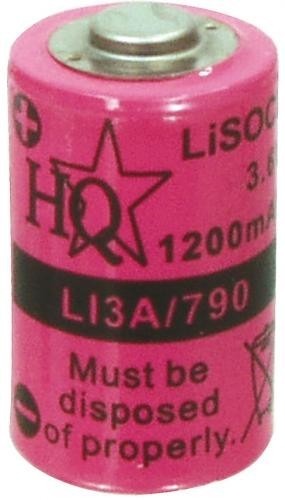 HQ
LiSOC
3.6
1200mA
LI3A/790
Must be
disposed
of properly.